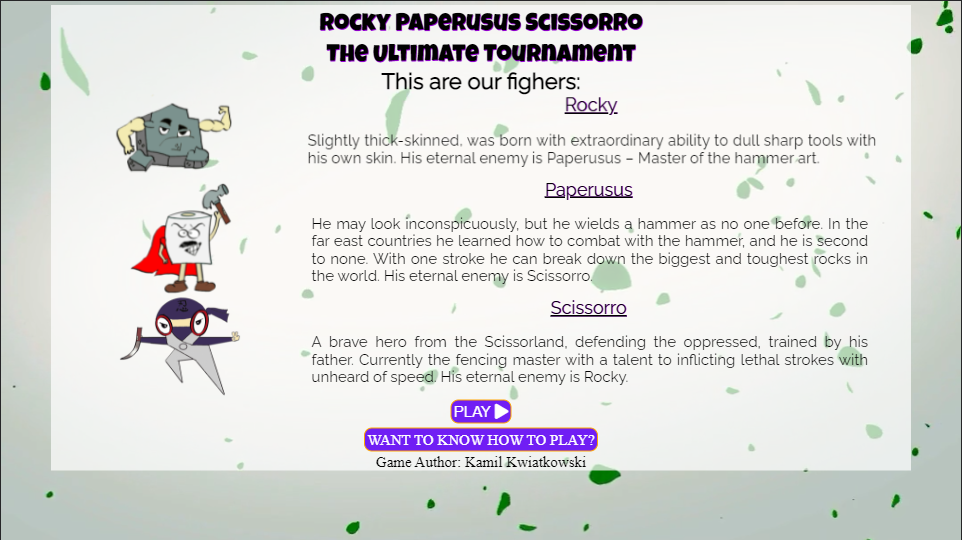 ROCKY PAPERUSUS SCISSORRO
THE ULTIMATE TOURNAMENT
This are our fighers:
Rocky
Slightly thick-skinned, was born with extraordinary ability to dull sharp tools with
his own skin. His eternal enemy is Paperusus – Master of the hammer art.
Paperusus
He may look inconspicuously, but he wields a hammer as no one before. In the
far east countries he learned how to combat with the hammer, and he is second
to none. With one stroke he can break down the biggest and toughest rocks in
the world. His eternal enemy is Scissorro.
Scissorro
A brave hero from the Scissorland, defending the oppressed, trained by his
father. Currently the fencing master with a talent to inflicting lethal strokes with
unheard of speed. His eternal enemy is Rocky.
PLAY
WANT TO KNOW HOW TO PLAY?
Game Author: Kamil Kwiatkowski